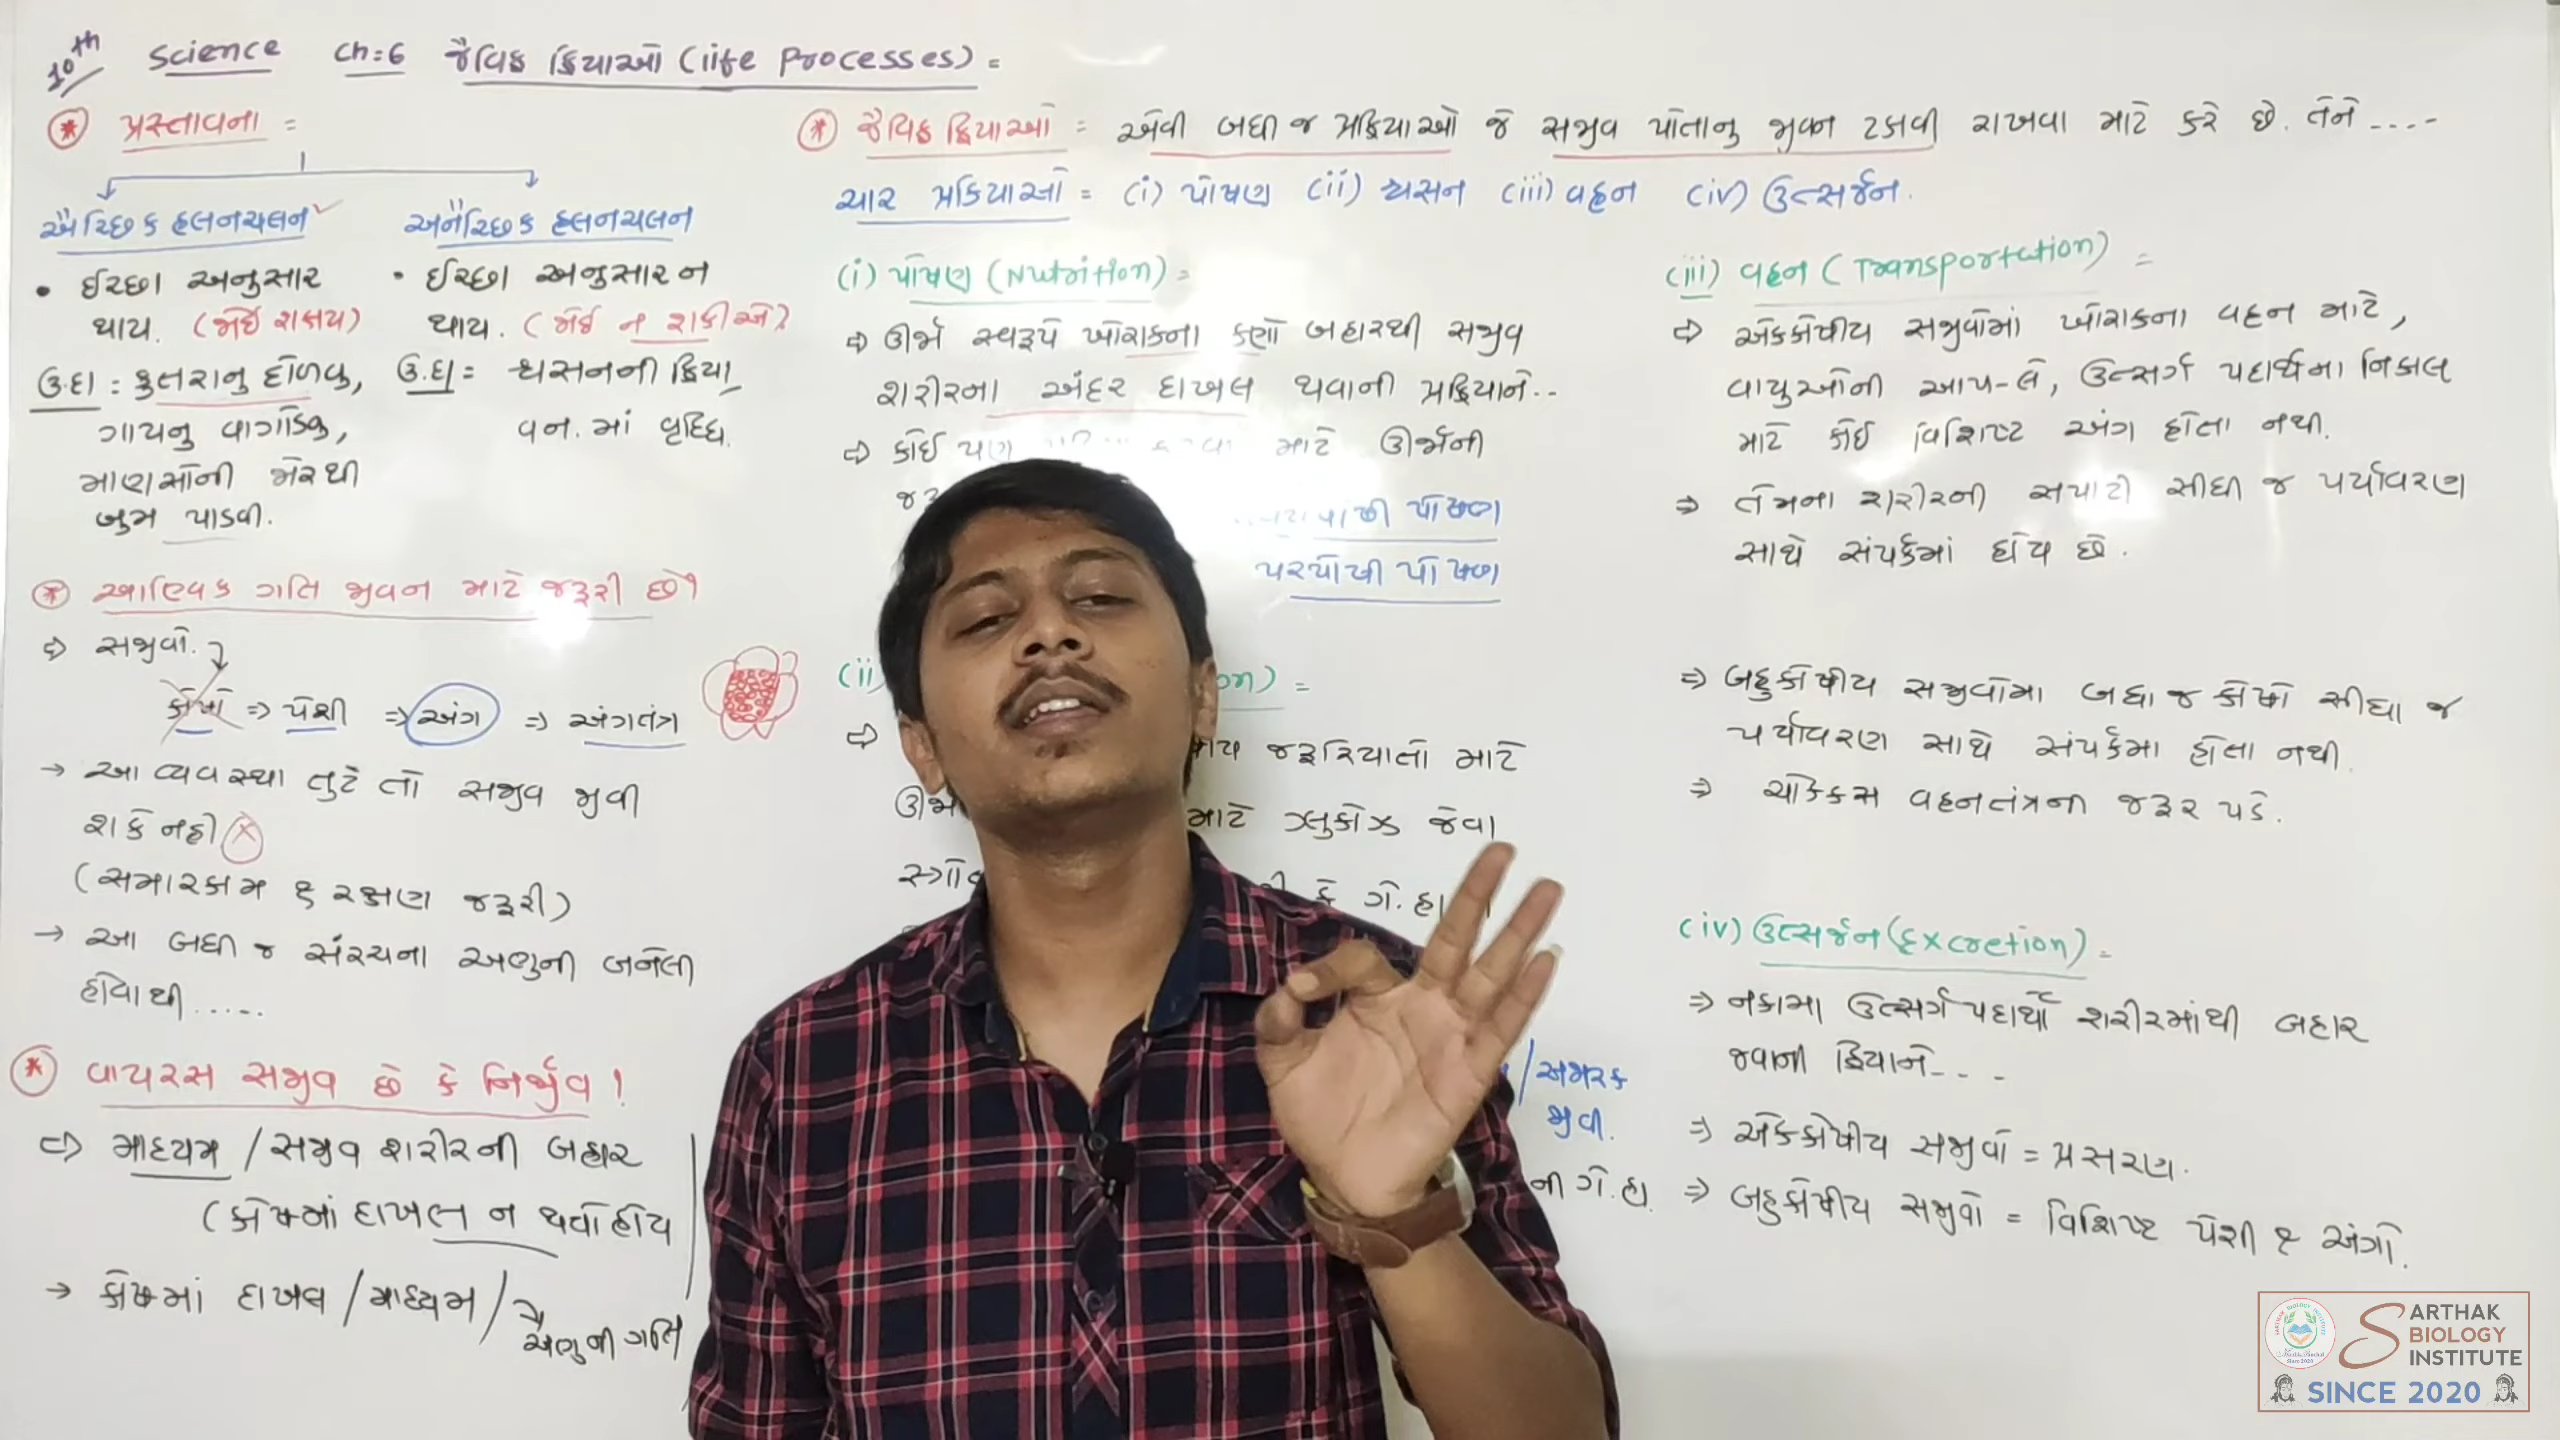 10th Science Ch:6 જૈવિક ક્રિયાઓ (life Processes) =
* પ્રસ્તાવના =
ઐચ્છિક હલનચલન
• ઈચ્છા અનુસાર
થાય. (જોઈ શકાય)
ઉ.દા : કુતરાનુ દોળવુ,
ગાયનુ વાગોળવુ,
માણસોની જોરથી
બુમ પાડવી.
અનૈચ્છિક હલનચલન
• ઈચ્છા અનુસાર ન
થાય. (જોઈ ન શકીએ)
ઉ.દા = શ્વસનની ક્રિયા,
વન.માં વૃદ્ધિ.
* આણ્વિક ગતિ જીવન માટે જરૂરી છે?
⇒ સજીવો.
કોષો ⇒ પેશી ⇒ અંગ ⇒ અંગતંત્ર
→ આ વ્યવસ્થા તુટે તો સજીવ જીવી
શકે નહી X
(સમારકામ & રક્ષણ જરૂરી)
→ આ બધી જ સંરચના અણુની બનેલી
હોવાથી.....
* વાયરસ સજીવ છે કે નિર્જીવ !
⇒ માધ્યમ / સજીવ શરીરની બહાર
(કોષમાં દાખલ ન થયો હોય
→ કોષમાં દાખલ / માધ્યમ / → અણુની ગતિ
* જૈવિક ક્રિયાઓ = એવી બધી જ પ્રક્રિયાઓ જે સજીવ પોતાનુ જીવન ટકાવી રાખવા માટે કરે છે. તેને ....
ચાર પ્રક્રિયાઓ = (i) પોષણ (ii) શ્વસન (iii) વહન (iv) ઉત્સર્જન.
(i) પોષણ (Nutrition) =
⇒ ઊર્જા સ્વરૂપે ખોરાકના કણો બહારથી સજીવ
શરીરના અંદર દાખલ થવાની પ્રક્રિયાને..
⇒ કોઈ પણ માટે ઊર્જાની
પોષણ
પરપોષી પોષણ
(ii) on) =
⇒ જરૂરિયાતો માટે
માટે ગ્લુકોઝ જેવા
કે ગે.હા
/ અજારક
જીવી.
ની ગે.હા.
(iii) વહન (Transportation) =
⇒ એકકોષીય સજીવોમાં ખોરાકના વહન માટે,
વાયુઓની આપ-લે, ઉત્સર્ગ પદાર્થના નિકાલ
માટે કોઈ વિશિષ્ટ અંગ હોતા નથી.
⇒ તેમના શરીરની સપાટી સીધી જ પર્યાવરણ
સાથે સંપર્કમાં હોય છે.
⇒ બહુકોષીય સજીવોમા બધા જ કોષો સીધા જ
પર્યાવરણ સાથે સંપર્કમા હોતા નથી.
⇒ ચોક્કસ વહનતંત્રની જરૂર પડે.
(iv) ઉત્સર્જન (Excretion) =
⇒ નકામા ઉત્સર્ગ પદાર્થો શરીરમાંથી બહાર
જવાની ક્રિયાને...
⇒ એકકોષીય સજીવો = પ્રસરણ.
⇒ બહુકોષીય સજીવો = વિશિષ્ટ પેશી & અંગો.
SARTHAK
BIOLOGY
INSTITUTE
SINCE 2020